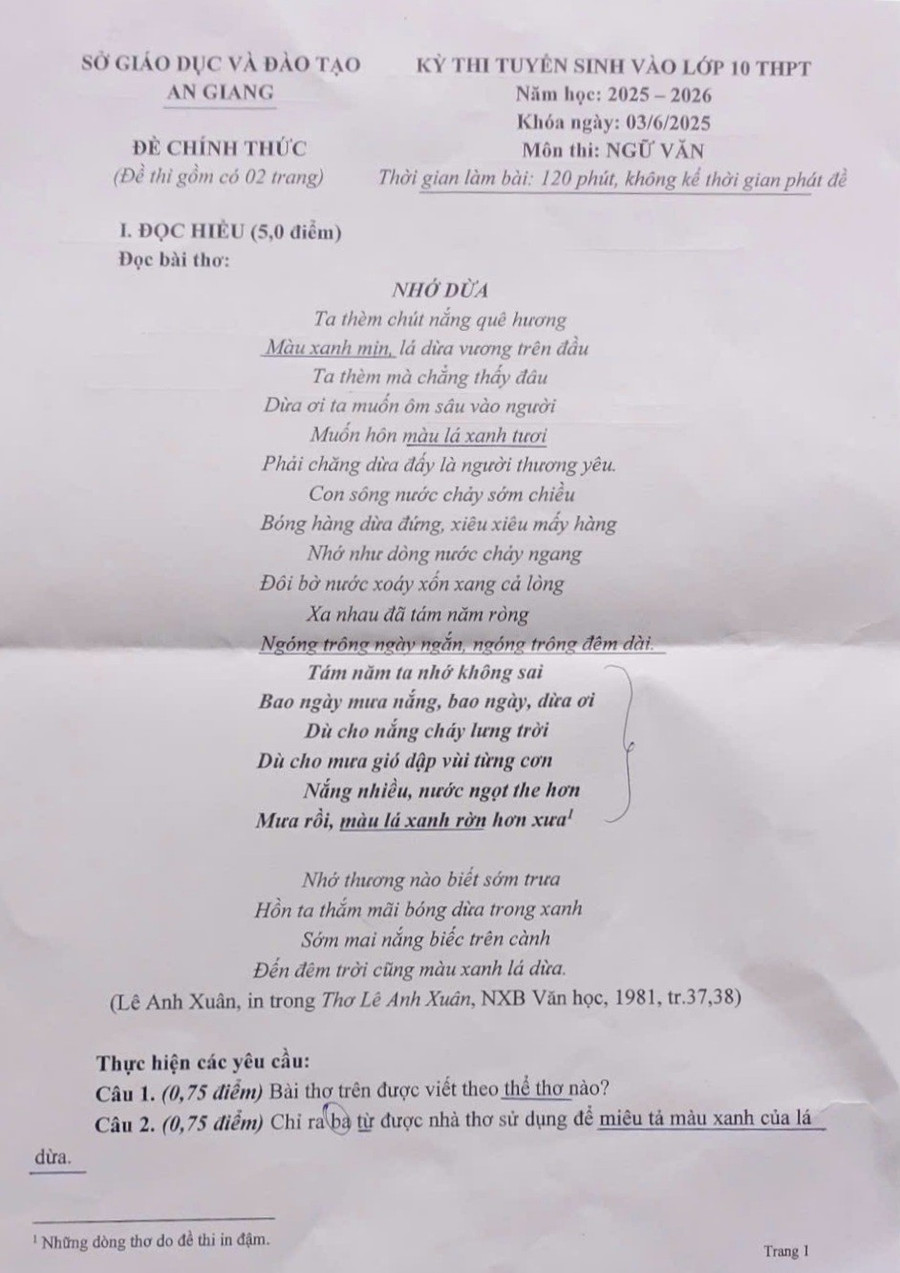 SỞ GIÁO DỤC VÀ ĐÀO TẠO
AN GIANG
ĐỀ CHÍNH THỨC
(Đề thi gồm có 02 trang)
KỲ THI TUYỂN SINH VÀO LỚP 10 THPT
Năm học: 2025 – 2026
Khóa ngày: 03/6/2025
Môn thi: NGỮ VĂN
Thời gian làm bài: 120 phút, không kể thời gian phát đề
I. ĐỌC HIỂU (5,0 điểm)
Đọc bài thơ:
NHỚ DỪA
Ta thèm chút nắng quê hương
Màu xanh mịn, lá dừa vương trên đầu
Ta thèm mà chẳng thấy đâu
Dừa ơi ta muốn ôm sâu vào người
Muốn hôn màu lá xanh tươi
Phải chăng dừa đấy là người thương yêu.
Con sông nước chảy sớm chiều
Bóng hàng dừa đứng, xiêu xiêu mấy hàng
Nhớ như dòng nước chảy ngang
Đôi bờ nước xoáy xốn xang cả lòng
Xa nhau đã tám năm ròng
Ngóng trông ngày ngắn, ngóng trông đêm dài.
Tám năm ta nhớ không sai
Bao ngày mưa nắng, bao ngày, dừa ơi
Dù cho nắng cháy lưng trời
Dù cho mưa gió dập vùi từng cơn
Nắng nhiều, nước ngọt the hơn
Mưa rồi, màu lá xanh rờn hơn xưa1
Nhớ thương nào biết sớm trưa
Hồn ta thắm mãi bóng dừa trong xanh
Sớm mai nắng biếc trên cành
Đến đêm trời cũng màu xanh lá dừa.
(Lê Anh Xuân, in trong Thơ Lê Anh Xuân, NXB Văn học, 1981, tr.37,38)
Thực hiện các yêu cầu:
Câu 1. (0,75 điểm) Bài thơ trên được viết theo thể thơ nào?
Câu 2. (0,75 điểm) Chỉ ra ba từ được nhà thơ sử dụng để miêu tả màu xanh của lá
dừa.
1 Những dòng thơ do đề thi in đậm.
Trang 1